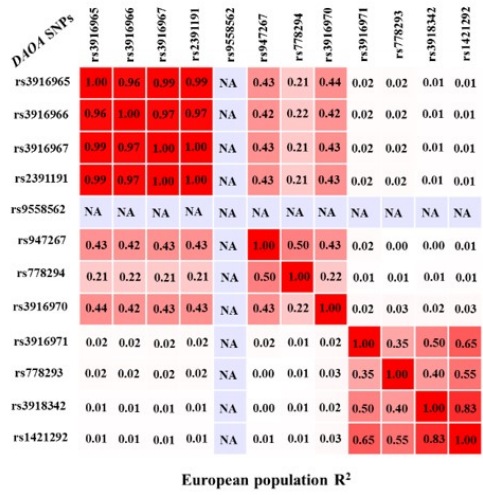 DAOA SNPs rs3916965 rs3916966 rs3916967 rs2391191 rs9558562 rs947267 rs778294 rs3916970 rs3916971 rs778293 rs3918342 rs1421292
rs3916965 1.00 0.96 0.99 0.99 NA 0.43 0.21 0.44 0.02 0.02 0.01 0.01
rs3916966 0.96 1.00 0.97 0.97 NA 0.42 0.22 0.42 0.02 0.02 0.01 0.01
rs3916967 0.99 0.97 1.00 1.00 NA 0.43 0.21 0.43 0.02 0.02 0.01 0.01
rs2391191 0.99 0.97 1.00 1.00 NA 0.43 0.21 0.43 0.02 0.02 0.01 0.01
rs9558562 NA NA NA NA NA NA NA NA NA NA NA NA
rs947267 0.43 0.42 0.43 0.43 NA 1.00 0.50 0.43 0.02 0.00 0.00 0.01
rs778294 0.21 0.22 0.21 0.21 NA 0.50 1.00 0.22 0.01 0.01 0.01 0.01
rs3916970 0.44 0.42 0.43 0.43 NA 0.43 0.22 1.00 0.02 0.03 0.02 0.03
rs3916971 0.02 0.02 0.02 0.02 NA 0.02 0.01 0.02 1.00 0.35 0.50 0.65
rs778293 0.02 0.02 0.02 0.02 NA 0.00 0.01 0.03 0.35 1.00 0.40 0.55
rs3918342 0.01 0.01 0.01 0.01 NA 0.00 0.01 0.02 0.50 0.40 1.00 0.83
rs1421292 0.01 0.01 0.01 0.01 NA 0.01 0.01 0.03 0.65 0.55 0.83 1.00
European population R²